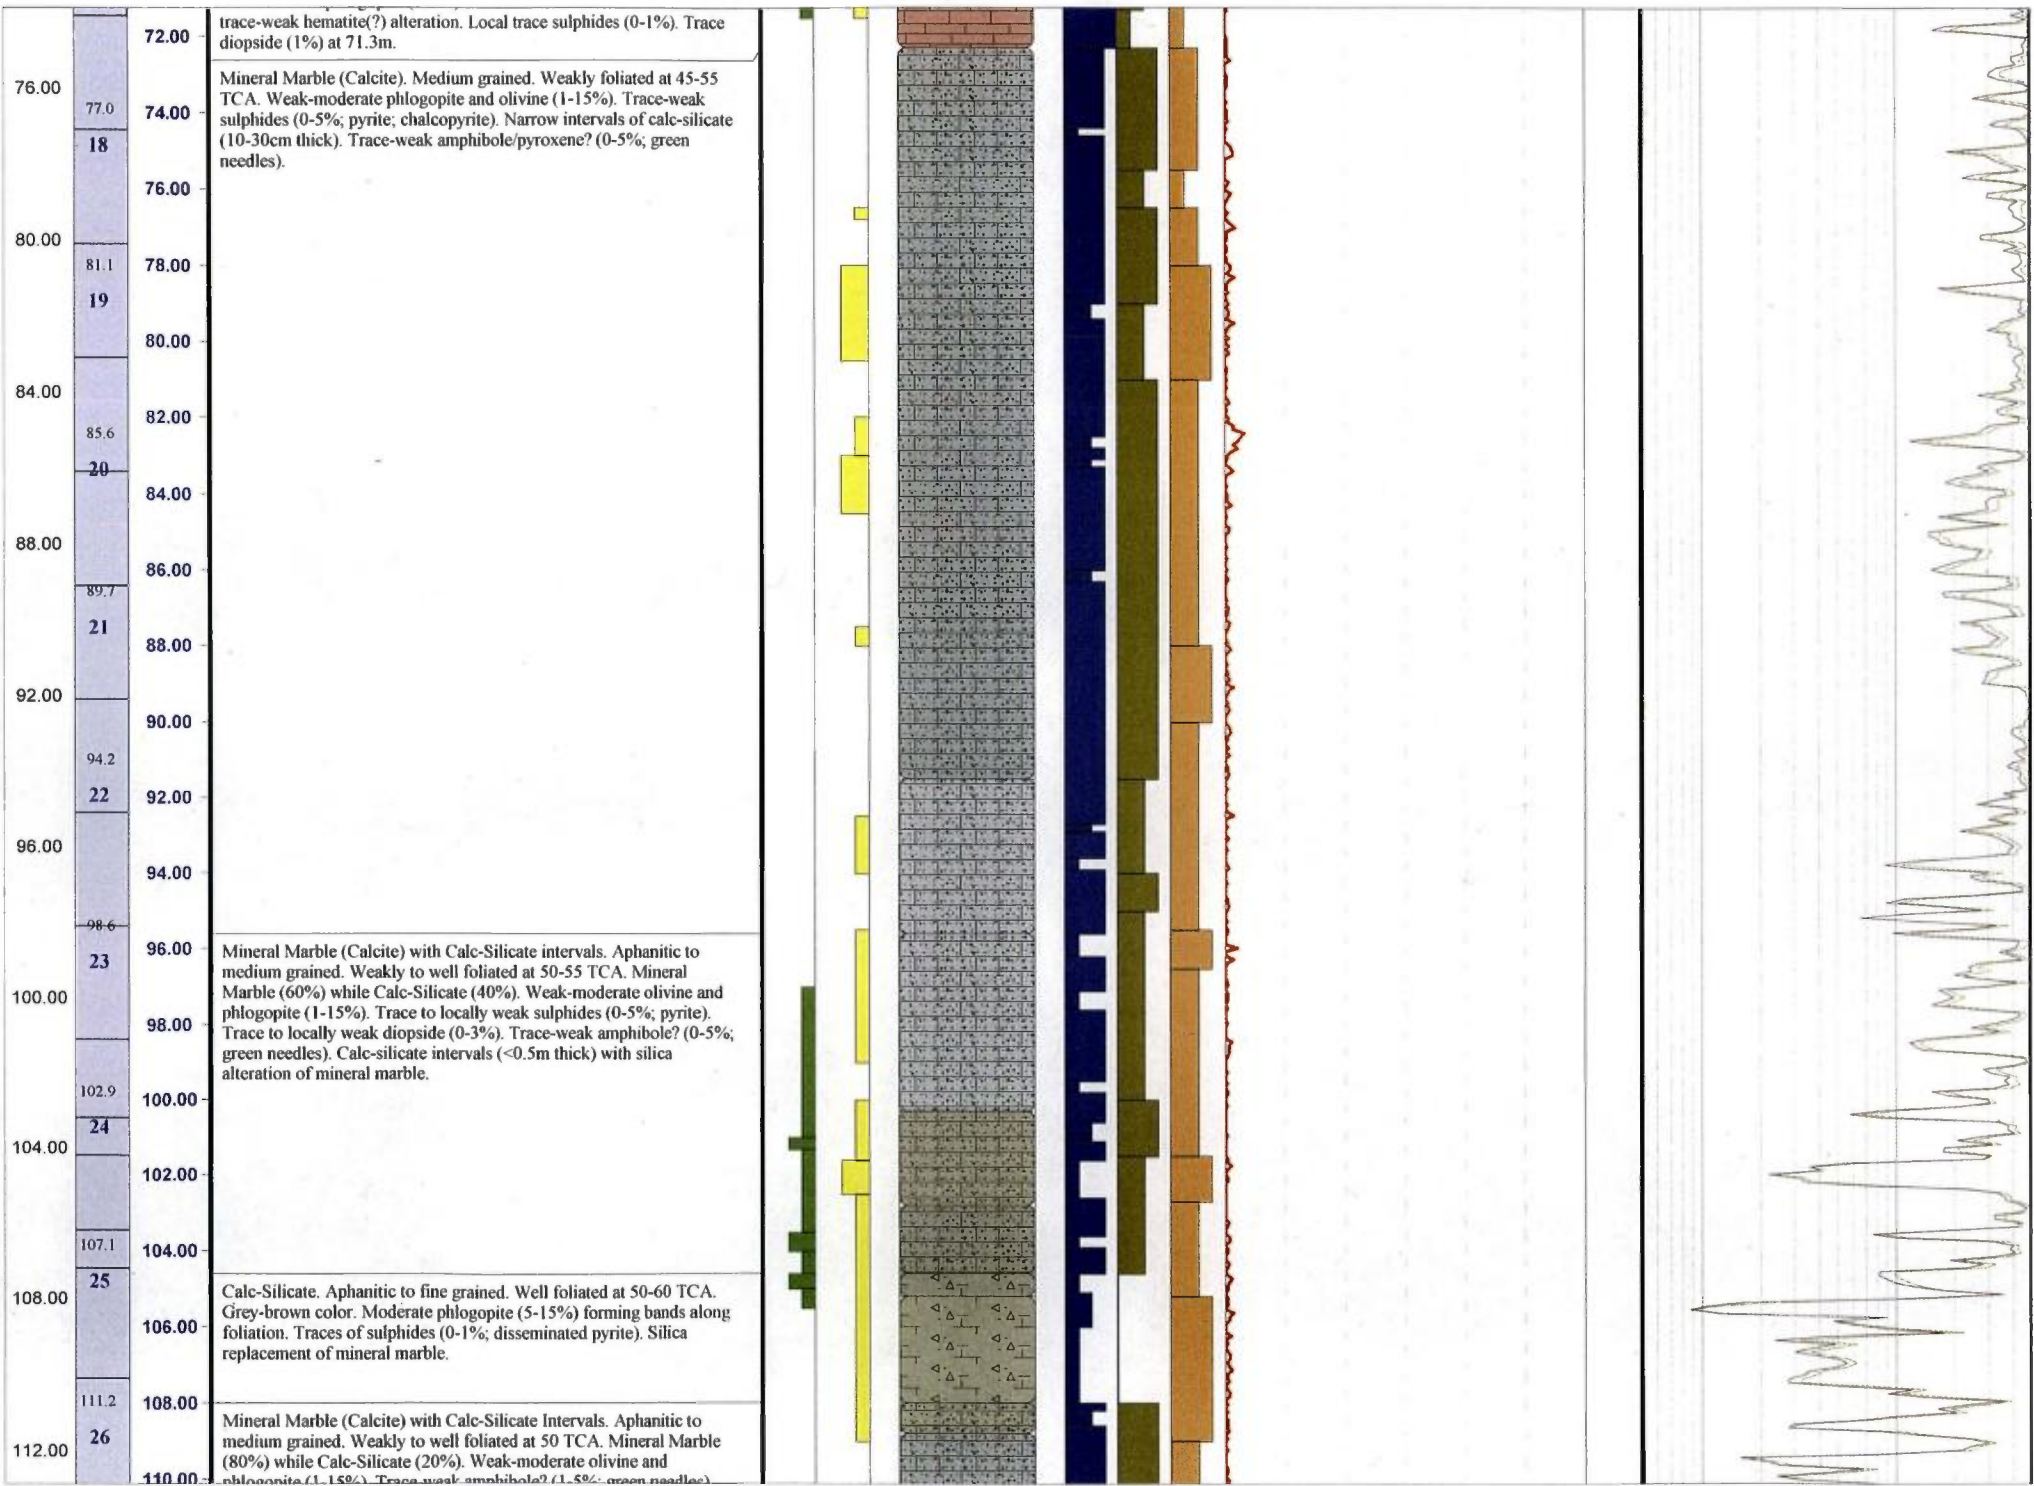 trace-weak hematite(?) alteration. Local trace sulphides (0-1%). Trace
diopside (1%) at 71.3m.
Mineral Marble (Calcite). Medium grained. Weakly foliated at 45-55
TCA. Weak-moderate phlogopite and olivine (1-15%). Trace-weak
sulphides (0-5%; pyrite; chalcopyrite). Narrow intervals of calc-silicate
(10-30cm thick). Trace-weak amphibole/pyroxene? (0-5%; green
needles).
Mineral Marble (Calcite) with Calc-Silicate intervals. Aphanitic to
medium grained. Weakly to well foliated at 50-55 TCA. Mineral
Marble (60%) while Calc-Silicate (40%). Weak-moderate olivine and
phlogopite (1-15%). Trace to locally weak sulphides (0-5%; pyrite).
Trace to locally weak diopside (0-3%). Trace-weak amphibole? (0-5%;
green needles). Calc-silicate intervals (<0.5m thick) with silica
alteration of mineral marble.
Calc-Silicate. Aphanitic to fine grained. Well foliated at 50-60 TCA.
Grey-brown color. Moderate phlogopite (5-15%) forming bands along
foliation. Traces of sulphides (0-1%; disseminated pyrite). Silica
replacement of mineral marble.
Mineral Marble (Calcite) with Calc-Silicate Intervals. Aphanitic to
medium grained. Weakly to well foliated at 50 TCA. Mineral Marble
(80%) while Calc-Silicate (20%). Weak-moderate olivine and
phlogopite (1-15%). Trace-weak amphibole? (1-5%; green needles)
76.00
80.00
84.00
88.00
92.00
96.00
100.00
104.00
108.00
112.00
77.0
18
81.1
19
85.6
20
89.7
21
94.2
22
98.6
23
102.9
24
107.1
25
111.2
26
72.00
74.00
76.00
78.00
80.00
82.00
84.00
86.00
88.00
90.00
92.00
94.00
96.00
98.00
100.00
102.00
104.00
106.00
108.00
110.00